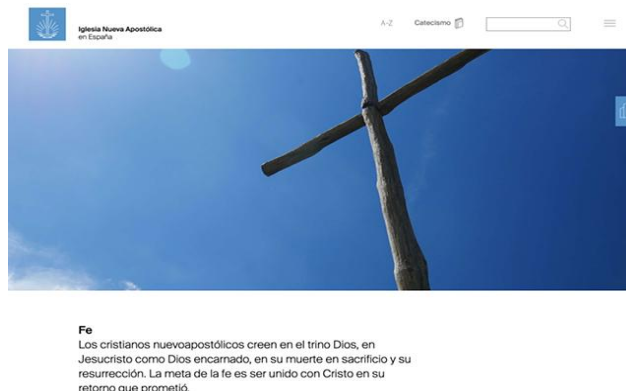 Iglesia Nueva Apostólica
en España
A-Z
Catecismo
Fe
Los cristianos nuevoapostólicos creen en el trino Dios, en
Jesucristo como Dios encarnado, en su muerte en sacrificio y su
resurrección. La meta de la fe es ser unido con Cristo en su
retorno que prometió.